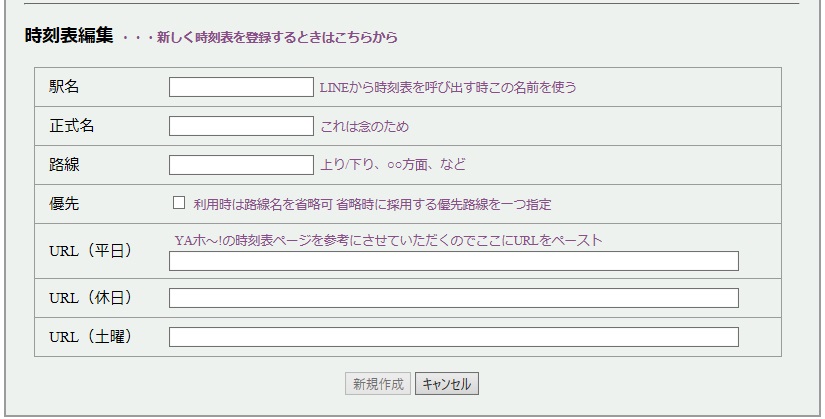 時刻表編集 ・・・新しく時刻表を登録するときはこちらから
駅名 LINEから時刻表を呼び出す時この名前を使う
正式名 これは念のため
路線 上り/下り、○○方面、など
優先 利用時は路線名を省略可 省略時に採用する優先路線を一つ指定
YAホ～!の時刻表ページを参考にさせていただくのでここにURLをペースト
URL（平日）
URL（休日）
URL（土曜）
新規作成 キャンセル